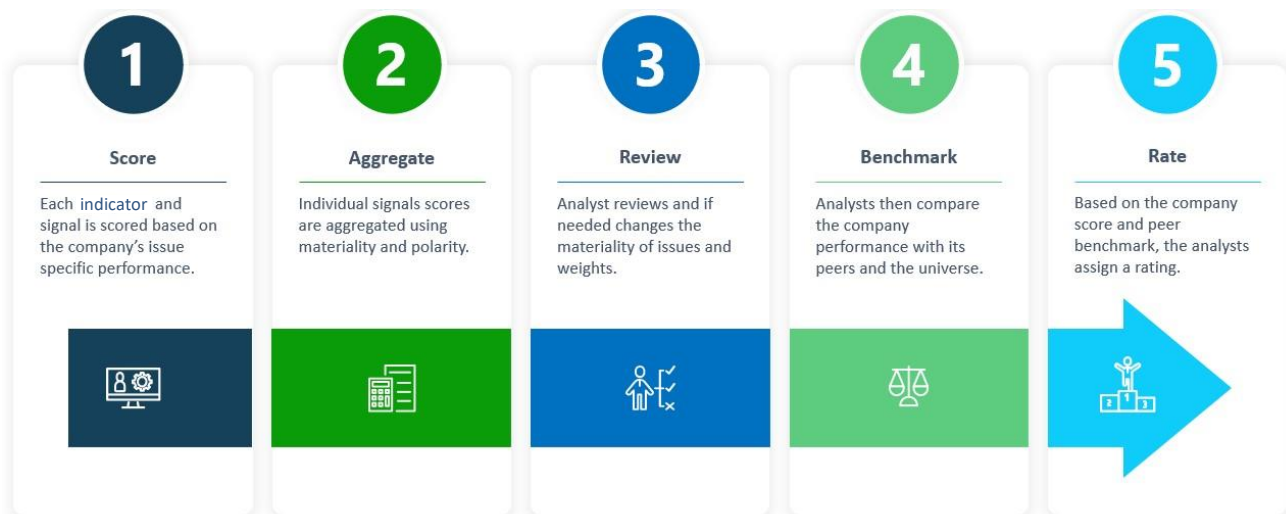 1
Score
Each indicator and
signal is scored based on
the company's issue
specific performance.
2
Aggregate
Individual signals scores
are aggregated using
materiality and polarity.
3
Review
Analyst reviews and if
needed changes the
materiality of issues and
weights.
4
Benchmark
Analysts then compare
the company
performance with its
peers and the universe.
5
Rate
Based on the company
score and peer
benchmark, the analysts
assign a rating.
2 1 3